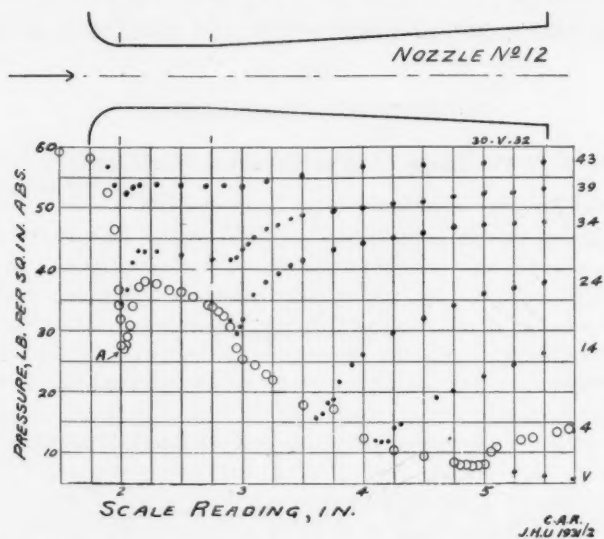 NOZZLE Nº 12
30·V·32
60
50
40
30
20
10
PRESSURE, LB. PER SQ. IN. ABS.
A
43
39
34
24
14
4
V
2
3
4
5
SCALE READING, IN.
C.A.R.
J.H.U 1931/2